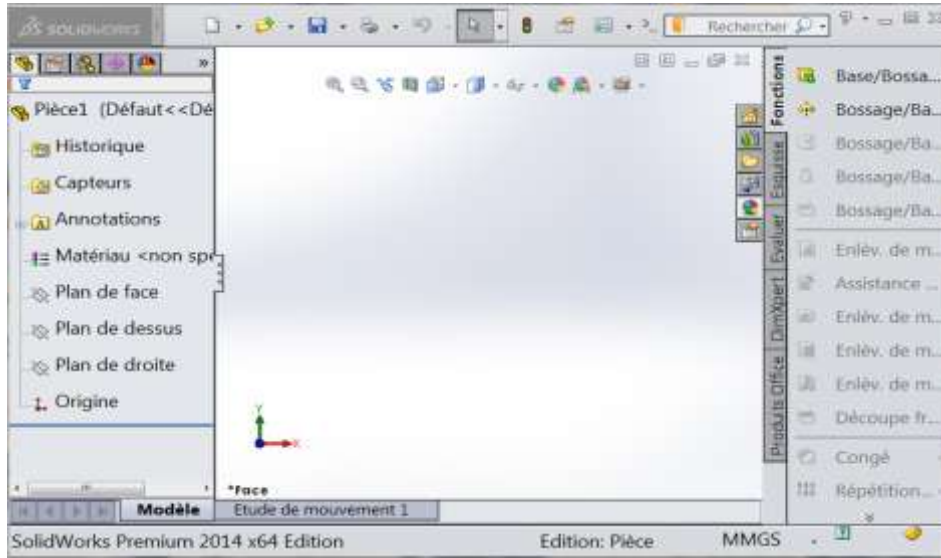 SOLIDWORKS
Rechercher
Pièce1 (Défaut<<Dé
Historique
Capteurs
Annotations
Matériau <non spé
Plan de face
Plan de dessus
Plan de droite
Origine
Y
X
*Face
Fonctions
Esquisse
Evaluer
DimXpert
Produits Office
Base/Bossa...
Bossage/Ba...
Bossage/Ba...
Bossage/Ba...
Bossage/Ba...
Enlèv. de m...
Assistance ...
Enlèv. de m...
Enlèv. de m...
Enlèv. de m...
Découpe fr...
Congé
Répétition...
Modèle
Etude de mouvement 1
SolidWorks Premium 2014 x64 Edition
Edition: Pièce
MMGS